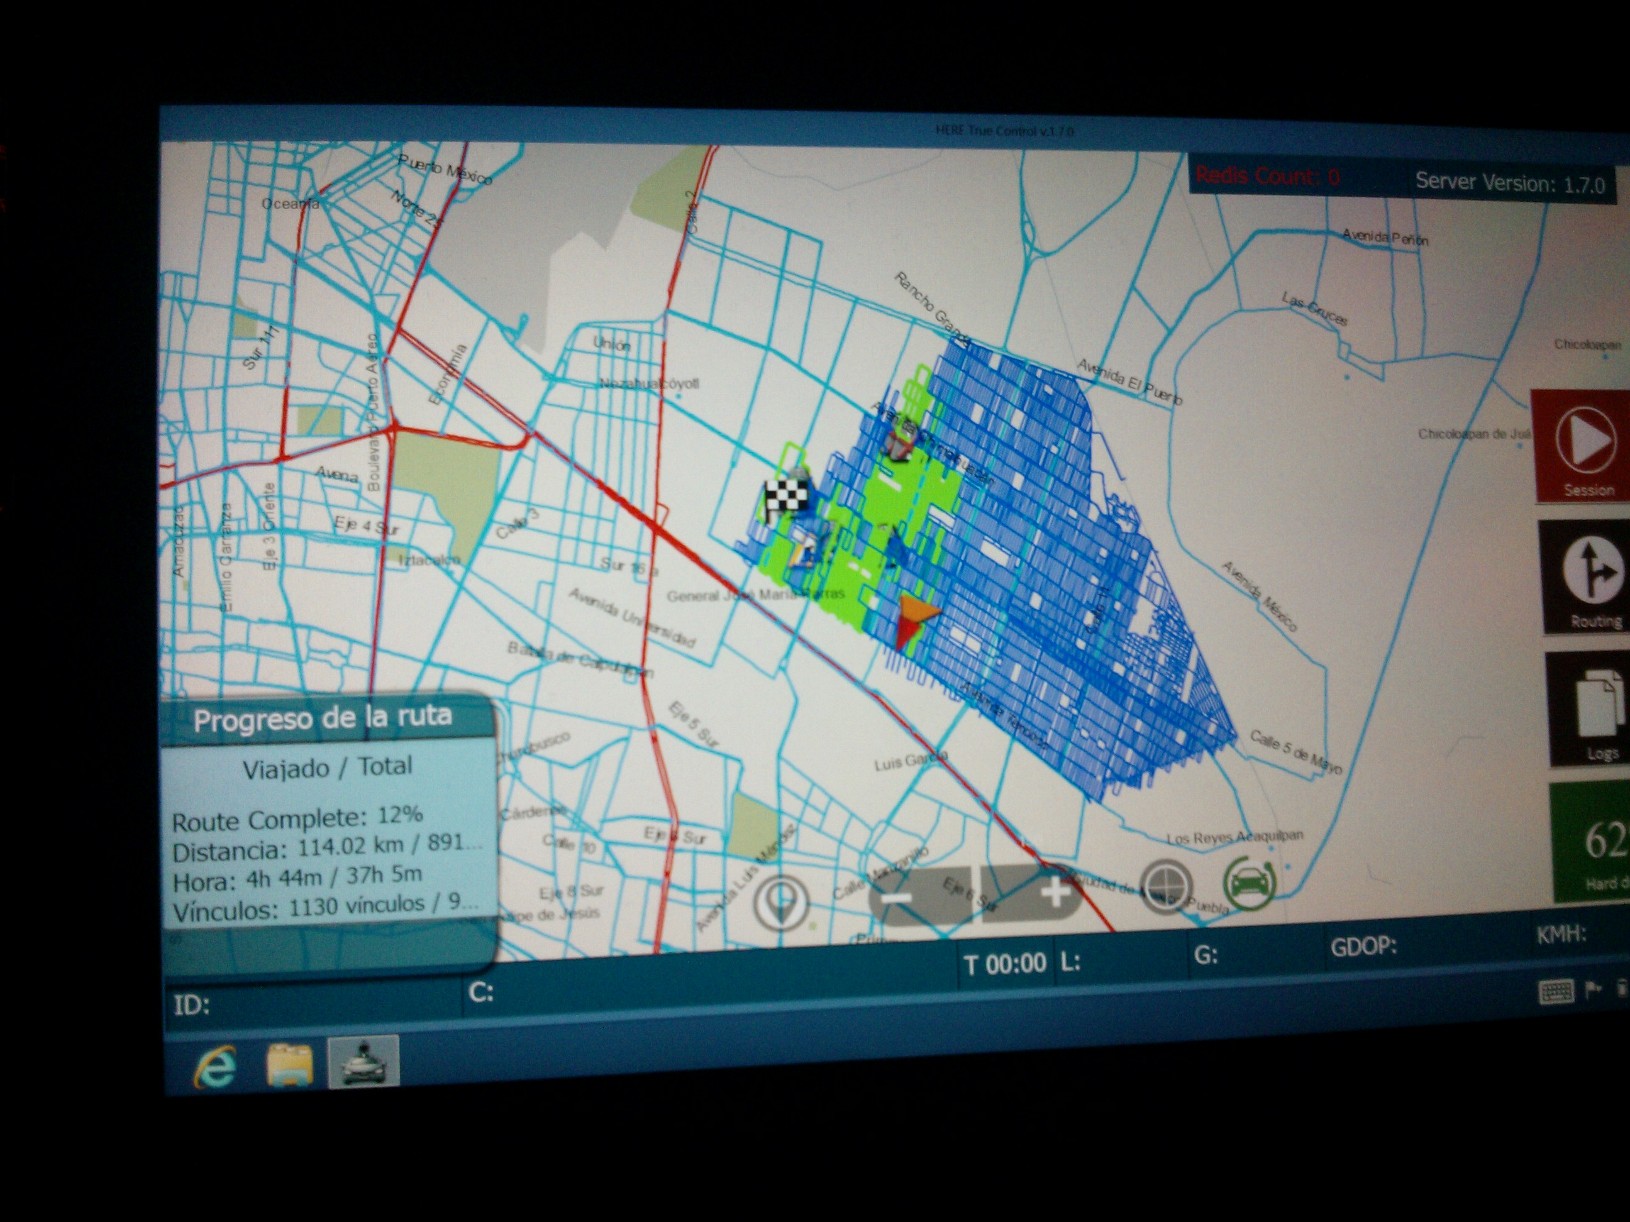 HERE True Control v.1.7.0
Redis Count: 0
Server Version: 1.7.0
Puerto México
Oceanía
Norte 25
Calle 2
Avenida Peñón
Rancho Grande
Las Cruces
Chicoloapan
Sur 111
Boulevard Puerto Aéreo
Economía
Unión
Nezahualcóyotl
Avenida El Puerto
Avenida Chimalhuacán
Chicoloapan de Juá
Session
Avena
Amacuzac
Emilio Carranza
Eje 3 Oriente
Eje 4 Sur
Calle 3
Iztacalco
Sur 16 a
General José María Parras
Avenida Universidad
Avenida México
Routing
Batalla de Calpulalpan
Eje 5 Sur
Luis García
Calle 5 de Mayo
Logs
Progreso de la ruta
Viajado / Total
Route Complete: 12%
Distancia: 114.02 km / 891...
Hora: 4h 44m / 37h 5m
Vínculos: 1130 vínculos / 9...
Cárdenas
Calle 10
Eje 6 Sur
Avenida Luis Méndez
Los Reyes Acaquilpan
Eje 8 Sur
de Jesús
Calle Manzanillo
Eje 6 Sur
Puebla
−
+
62
Hard d
ID:
C:
T 00:00
L:
G:
GDOP:
KMH: